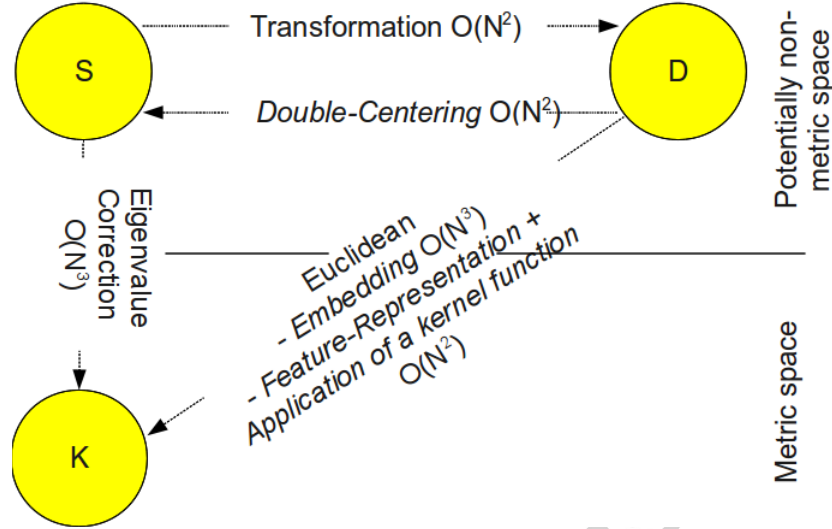 S
Transformation O(N²)
D
Double-Centering O(N²)
Potentially non-
metric space
Eigenvalue
Correction
O(N³)
Euclidean
- Embedding O(N³)
- Feature-Representation +
Application of a kernel function
O(N²)
K
Metric space